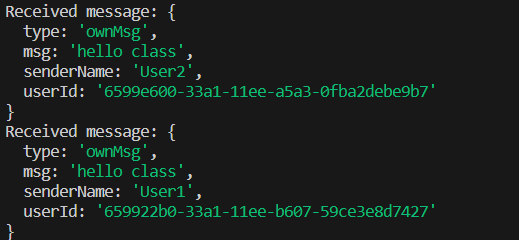 Received message: {
  type: 'ownMsg',
  msg: 'hello class',
  senderName: 'User2',
  userId: '6599e600-33a1-11ee-a5a3-0fba2debe9b7'
}
Received message: {
  type: 'ownMsg',
  msg: 'hello class',
  senderName: 'User1',
  userId: '659922b0-33a1-11ee-b607-59ce3e8d7427'
}